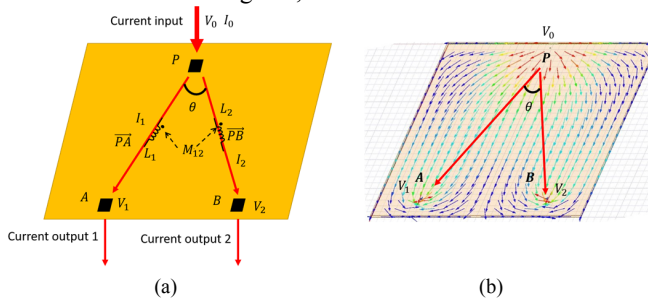 Current input
V₀ I₀
P
θ
I₁
L₂
L₁
PA
PB
M₁₂
I₂
A
V₁
B
V₂
Current output 1
Current output 2
(a)
V₀
P
θ
A
B
V₁
V₂
(b)